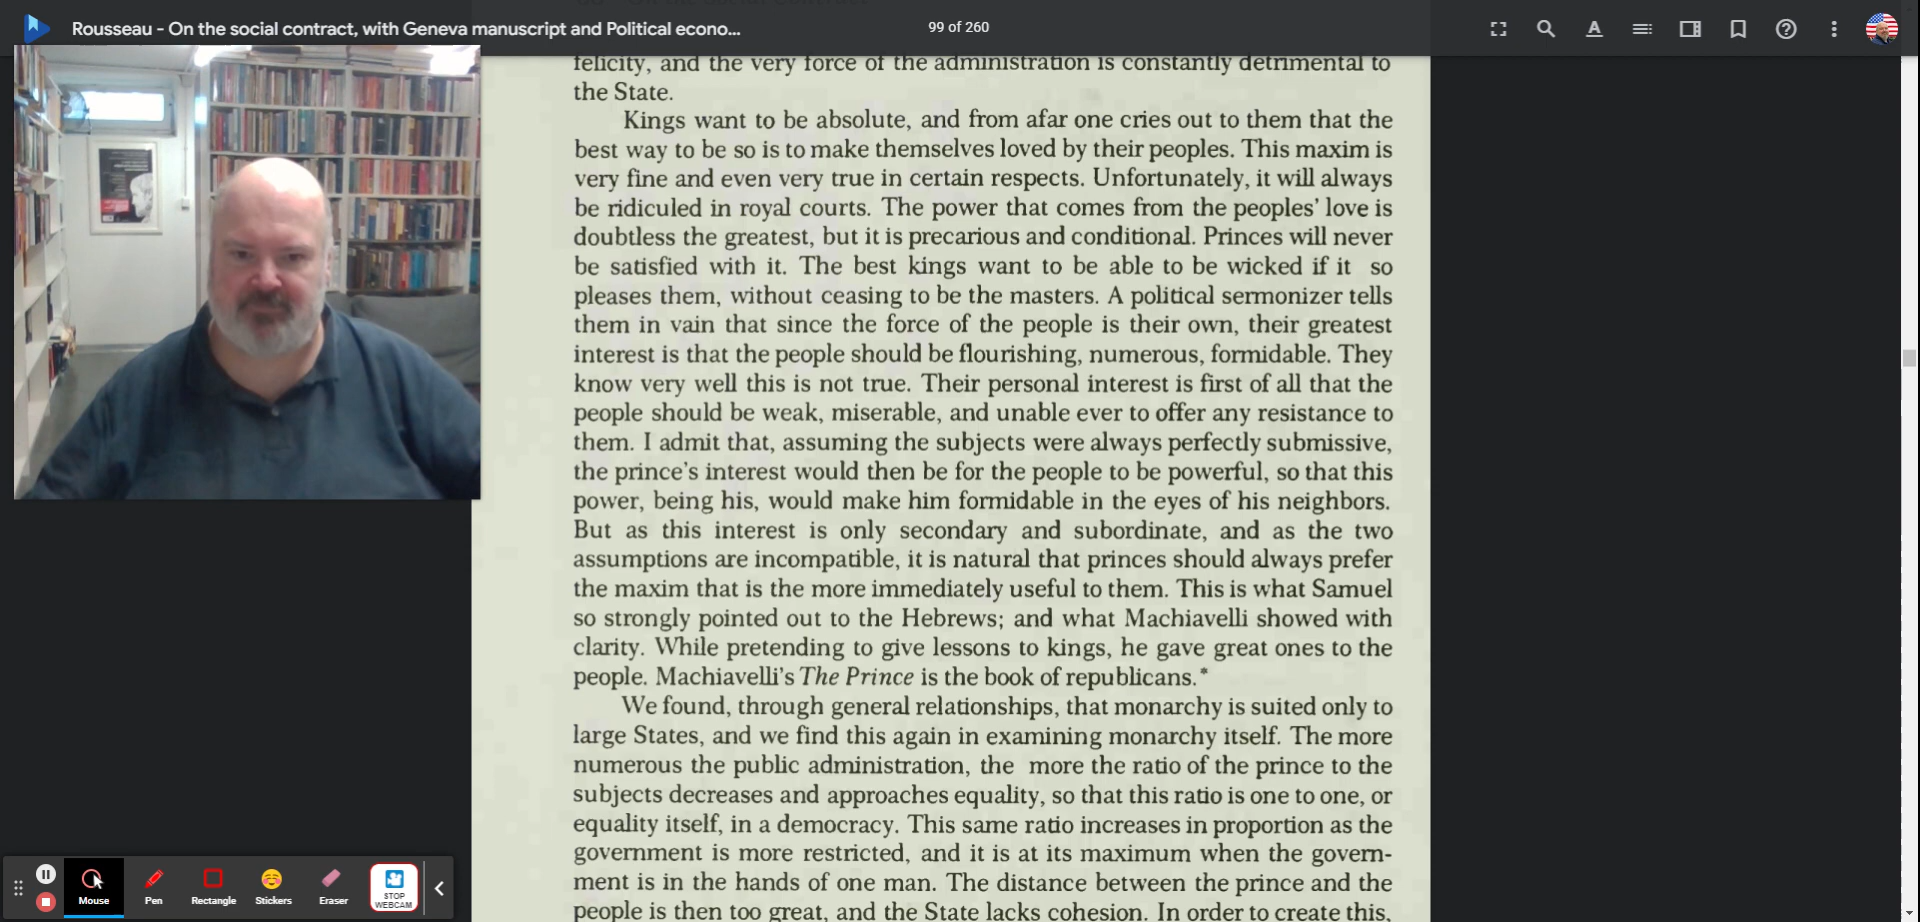 Rousseau - On the social contract, with Geneva manuscript and Political econo...
99 of 260
felicity, and the very force of the administration is constantly detrimental to
the State.
Kings want to be absolute, and from afar one cries out to them that the
best way to be so is to make themselves loved by their peoples. This maxim is
very fine and even very true in certain respects. Unfortunately, it will always
be ridiculed in royal courts. The power that comes from the peoples' love is
doubtless the greatest, but it is precarious and conditional. Princes will never
be satisfied with it. The best kings want to be able to be wicked if it so
pleases them, without ceasing to be the masters. A political sermonizer tells
them in vain that since the force of the people is their own, their greatest
interest is that the people should be flourishing, numerous, formidable. They
know very well this is not true. Their personal interest is first of all that the
people should be weak, miserable, and unable ever to offer any resistance to
them. I admit that, assuming the subjects were always perfectly submissive,
the prince's interest would then be for the people to be powerful, so that this
power, being his, would make him formidable in the eyes of his neighbors.
But as this interest is only secondary and subordinate, and as the two
assumptions are incompatible, it is natural that princes should always prefer
the maxim that is the more immediately useful to them. This is what Samuel
so strongly pointed out to the Hebrews; and what Machiavelli showed with
clarity. While pretending to give lessons to kings, he gave great ones to the
people. Machiavelli's The Prince is the book of republicans.*
We found, through general relationships, that monarchy is suited only to
large States, and we find this again in examining monarchy itself. The more
numerous the public administration, the more the ratio of the prince to the
subjects decreases and approaches equality, so that this ratio is one to one, or
equality itself, in a democracy. This same ratio increases in proportion as the
government is more restricted, and it is at its maximum when the govern-
ment is in the hands of one man. The distance between the prince and the
people is then too great, and the State lacks cohesion. In order to create this,
Mouse
Pen
Rectangle
Stickers
Eraser
STOP
WEBCAM